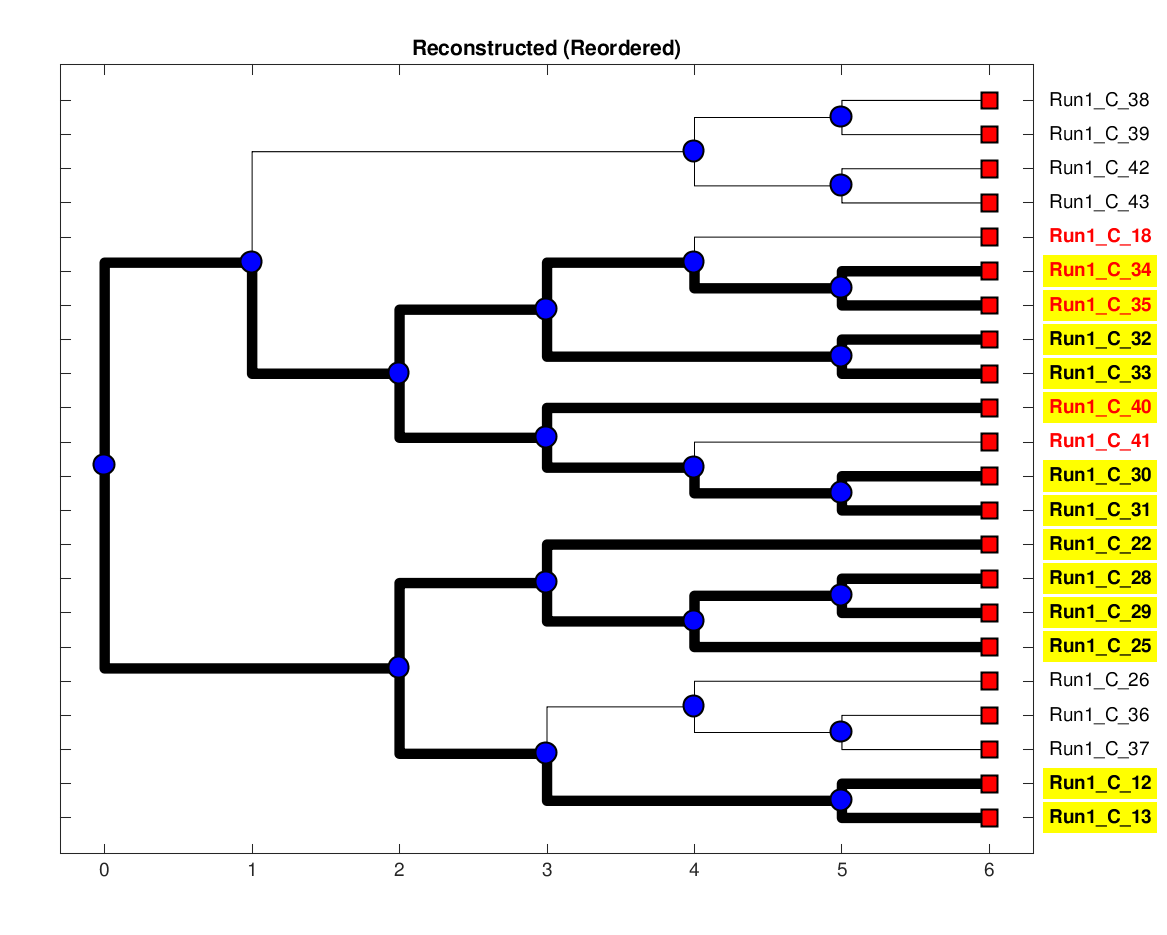 Reconstructed (Reordered)
Run1_C_38
Run1_C_39
Run1_C_42
Run1_C_43
Run1_C_18
Run1_C_34
Run1_C_35
Run1_C_32
Run1_C_33
Run1_C_40
Run1_C_41
Run1_C_30
Run1_C_31
Run1_C_22
Run1_C_28
Run1_C_29
Run1_C_25
Run1_C_26
Run1_C_36
Run1_C_37
Run1_C_12
Run1_C_13
0 1 2 3 4 5 6